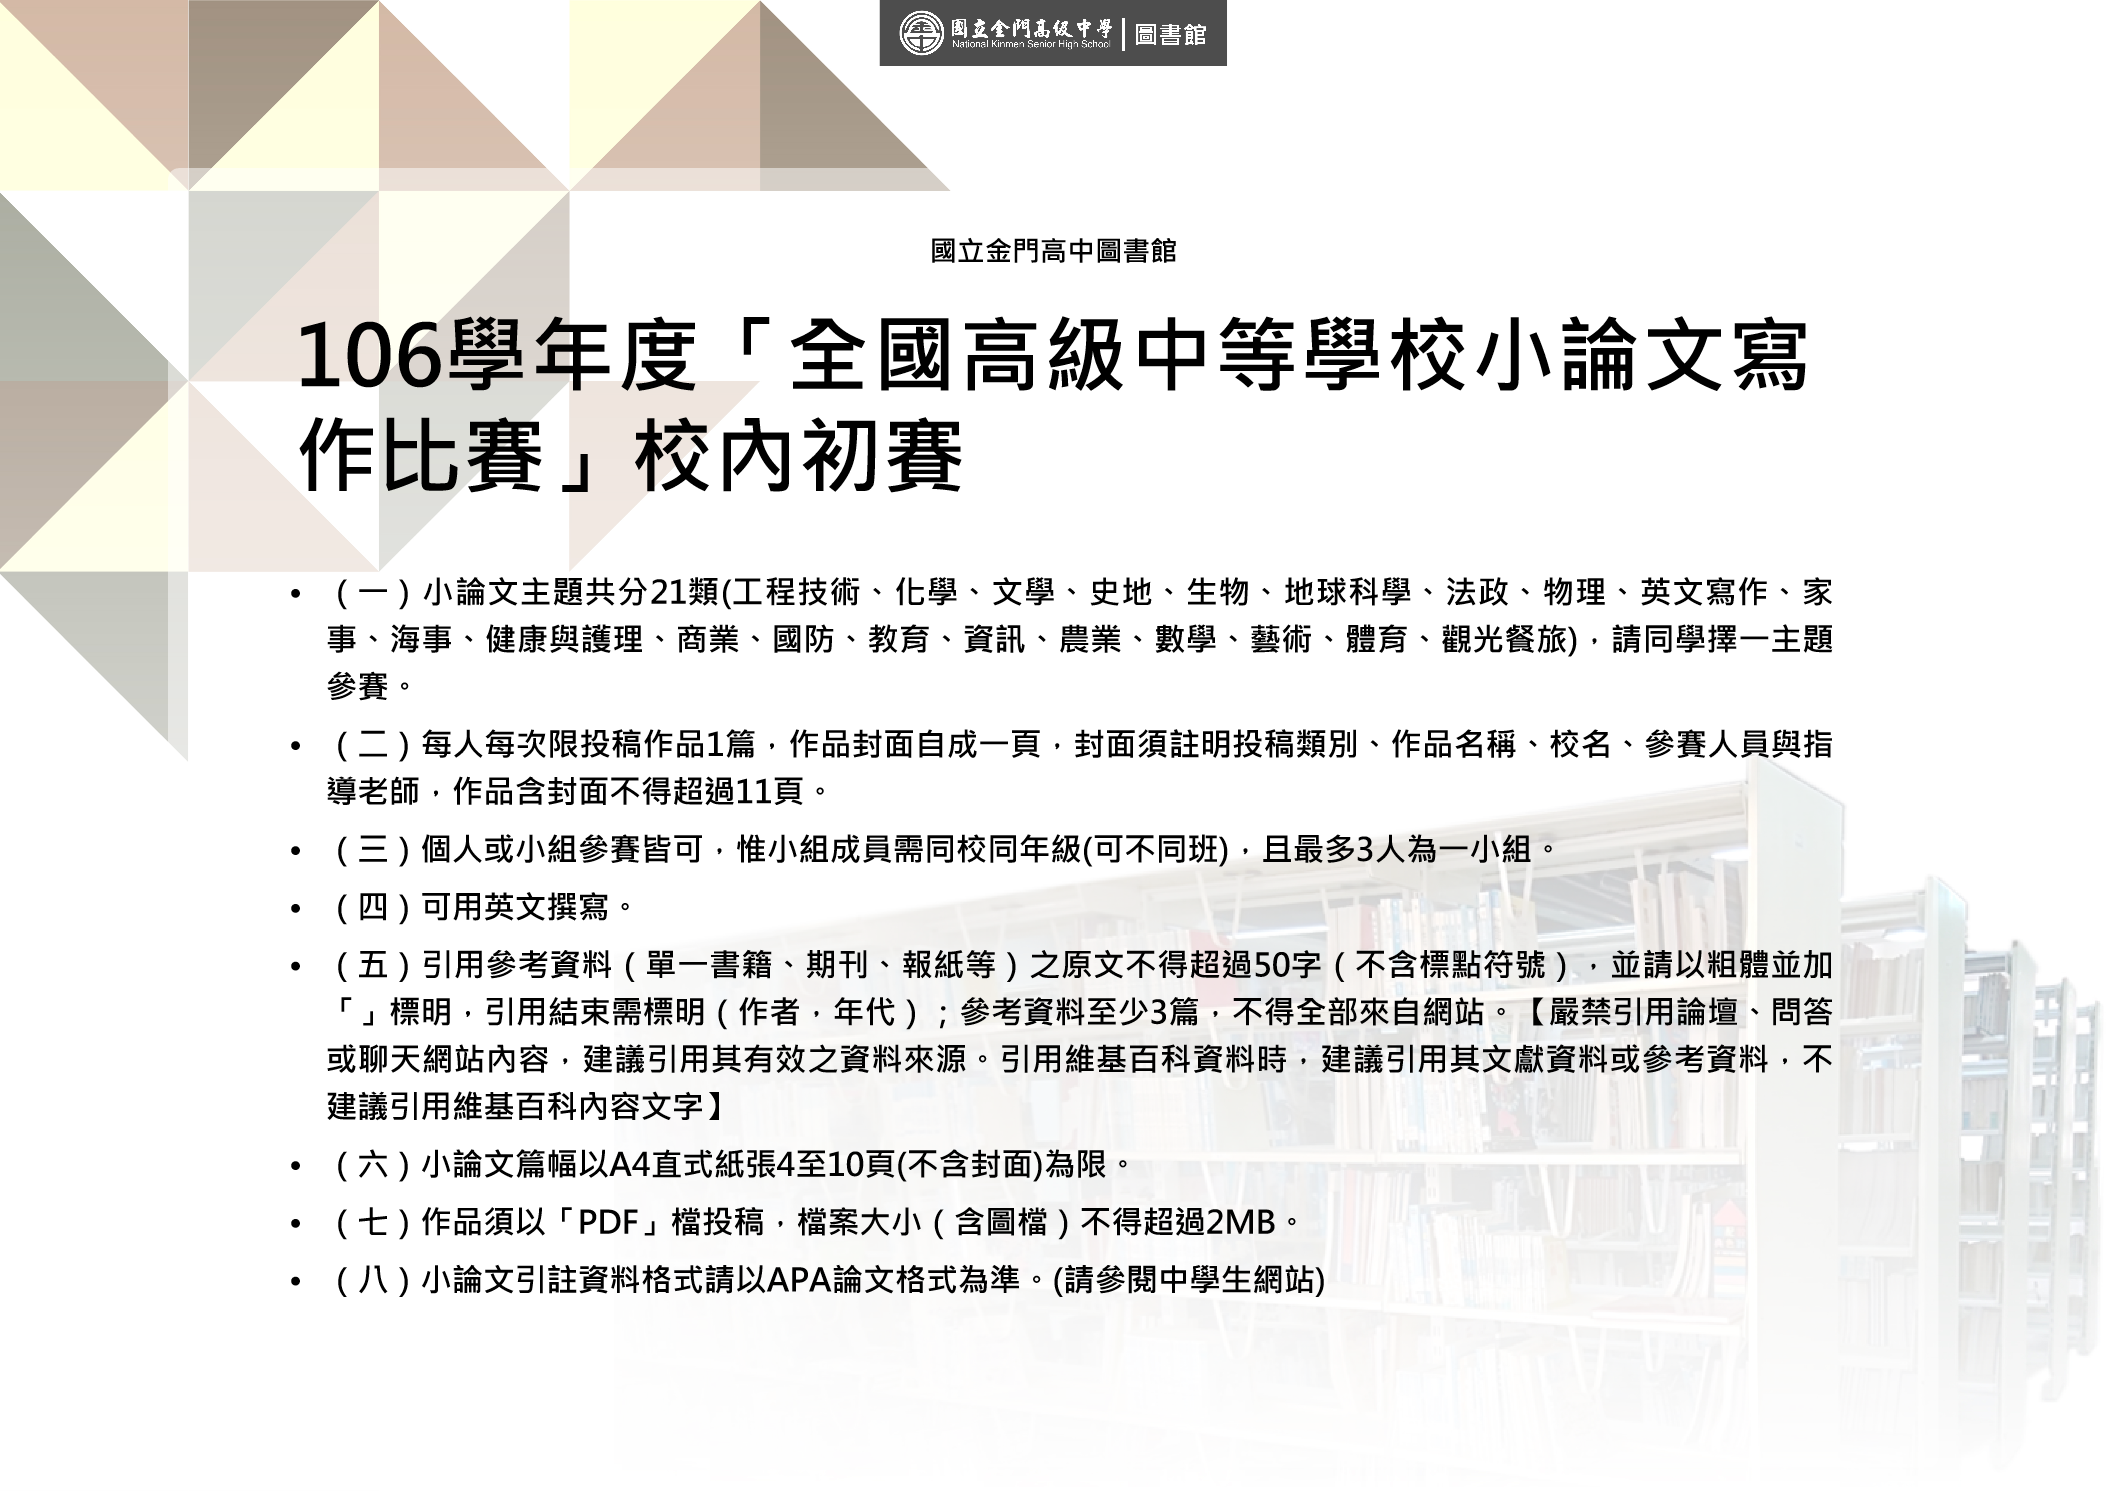 國立金門高級中學
National Kinmen Senior High School
圖書館
國立金門高中圖書館
106學年度「全國高級中等學校小論文寫
作比賽」校內初賽
• （一）小論文主題共分21類(工程技術、化學、文學、史地、生物、地球科學、法政、物理、英文寫作、家
事、海事、健康與護理、商業、國防、教育、資訊、農業、數學、藝術、體育、觀光餐旅)，請同學擇一主題
參賽。
• （二）每人每次限投稿作品1篇，作品封面自成一頁，封面須註明投稿類別、作品名稱、校名、參賽人員與指
導老師，作品含封面不得超過11頁。
• （三）個人或小組參賽皆可，惟小組成員需同校同年級(可不同班)，且最多3人為一小組。
• （四）可用英文撰寫。
• （五）引用參考資料（單一書籍、期刊、報紙等）之原文不得超過50字（不含標點符號），並請以粗體並加
「」標明，引用結束需標明（作者，年代）；參考資料至少3篇，不得全部來自網站。【嚴禁引用論壇、問答
或聊天網站內容，建議引用其有效之資料來源。引用維基百科資料時，建議引用其文獻資料或參考資料，不
建議引用維基百科內容文字】
• （六）小論文篇幅以A4直式紙張4至10頁(不含封面)為限。
• （七）作品須以「PDF」檔投稿，檔案大小（含圖檔）不得超過2MB。
• （八）小論文引註資料格式請以APA論文格式為準。(請參閱中學生網站)